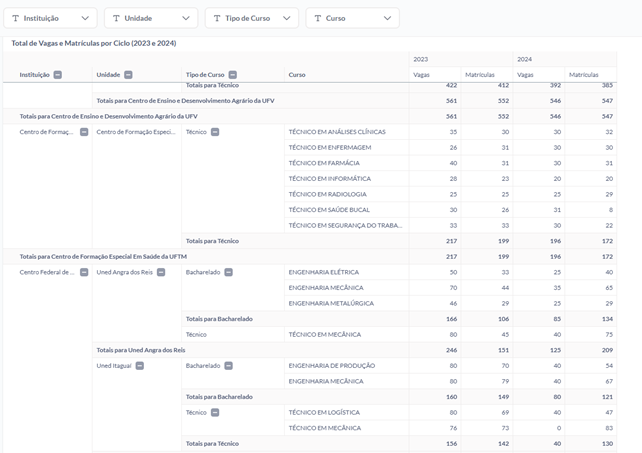 Instituição Unidade Tipo de Curso Curso
Total de Vagas e Matrículas por Ciclo (2023 e 2024)
2023 2024
Instituição Unidade Tipo de Curso Curso Vagas Matrículas Vagas Matrículas
Totais para Técnico 422 412 392 385
Totais para Centro de Ensino e Desenvolvimento Agrário da UFV 561 552 546 547
Totais para Centro de Ensino e Desenvolvimento Agrário da UFV 561 552 546 547
Centro de Formaç... Centro de Formação Especi... Técnico TÉCNICO EM ANÁLISES CLÍNICAS 35 30 30 32
TÉCNICO EM ENFERMAGEM 26 31 30 30
TÉCNICO EM FARMÁCIA 40 31 30 31
TÉCNICO EM INFORMÁTICA 28 23 20 20
TÉCNICO EM RADIOLOGIA 25 25 25 29
TÉCNICO EM SAÚDE BUCAL 30 26 31 8
TÉCNICO EM SEGURANÇA DO TRABA... 33 33 30 22
Totais para Técnico 217 199 196 172
Totais para Centro de Formação Especial Em Saúde da UFTM 217 199 196 172
Centro Federal de ... Uned Angra dos Reis Bacharelado ENGENHARIA ELÉTRICA 50 33 25 40
ENGENHARIA MECÂNICA 70 44 35 65
ENGENHARIA METALÚRGICA 46 29 25 29
Totais para Bacharelado 166 106 85 134
Técnico TÉCNICO EM MECÂNICA 80 45 40 75
Totais para Uned Angra dos Reis 246 151 125 209
Uned Itaguaí Bacharelado ENGENHARIA DE PRODUÇÃO 80 70 40 54
ENGENHARIA MECÂNICA 80 79 40 67
Totais para Bacharelado 160 149 80 121
Técnico TÉCNICO EM LOGÍSTICA 80 69 40 47
TÉCNICO EM MECÂNICA 76 73 0 83
Totais para Técnico 156 142 40 130